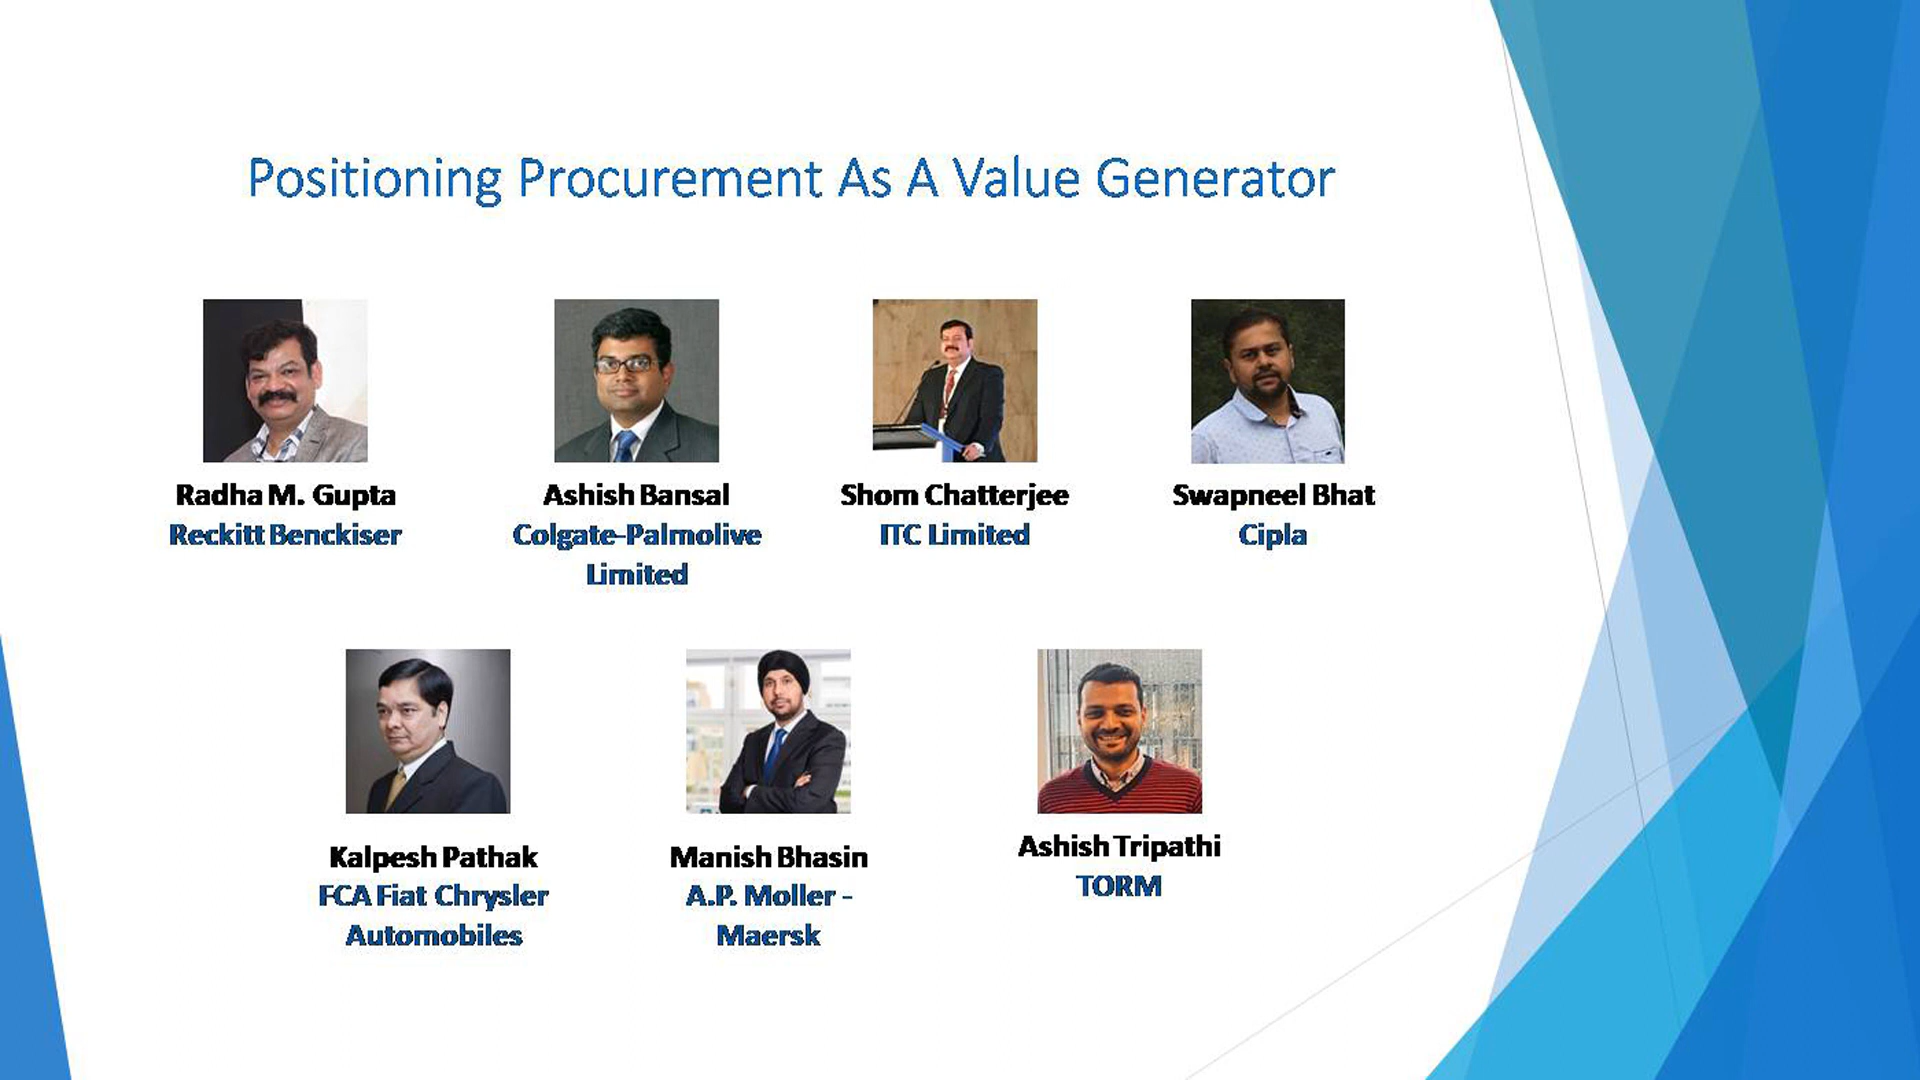 Positioning Procurement As A Value Generator
Radha M. Gupta
Reckitt Benckiser
Ashish Bansal
Colgate-Palmolive
Limited
Shom Chatterjee
ITC Limited
Swapneel Bhat
Cipla
Kalpesh Pathak
FCA Fiat Chrysler
Automobiles
Manish Bhasin
A.P. Moller -
Maersk
Ashish Tripathi
TORM